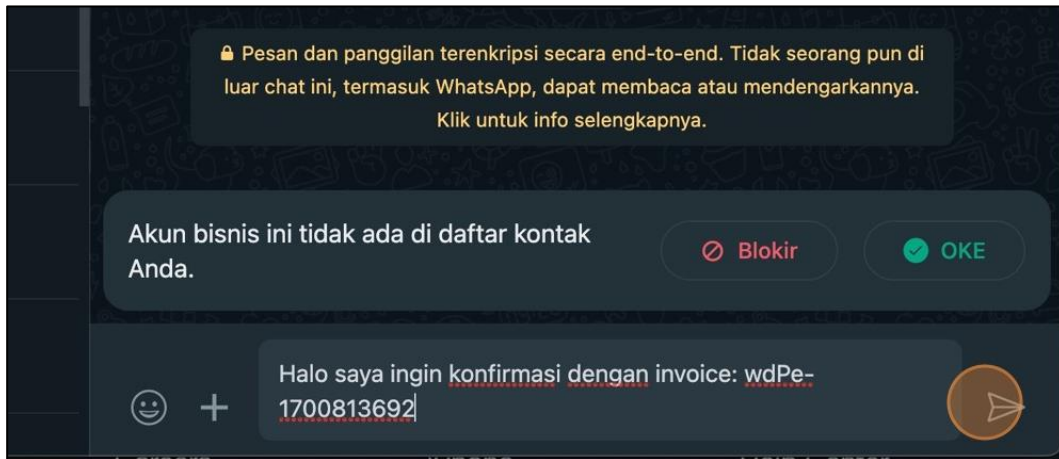 Pesan dan panggilan terenkripsi secara end-to-end. Tidak seorang pun di
luar chat ini, termasuk WhatsApp, dapat membaca atau mendengarkannya.
Klik untuk info selengkapnya.
Akun bisnis ini tidak ada di daftar kontak
Anda.
Blokir
OKE
Halo saya ingin konfirmasi dengan invoice: wdPe-
1700813692